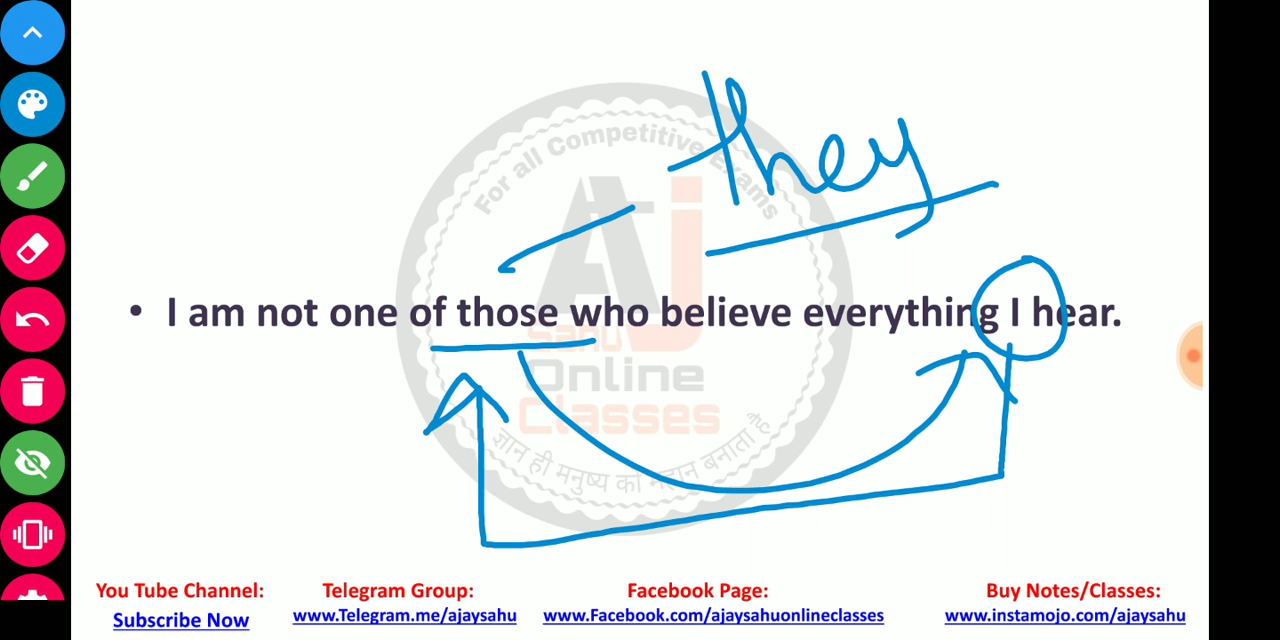 they
For all Competitive Exams
AJ
• I am not one of those who believe everything I hear.
Sahu
Online
Classes
ज्ञान ही मनुष्य को महान बनाता है
You Tube Channel: Telegram Group: Facebook Page: Buy Notes/Classes:
Subscribe Now www.Telegram.me/ajaysahu www.Facebook.com/ajaysahuonlineclasses www.instamojo.com/ajaysahu